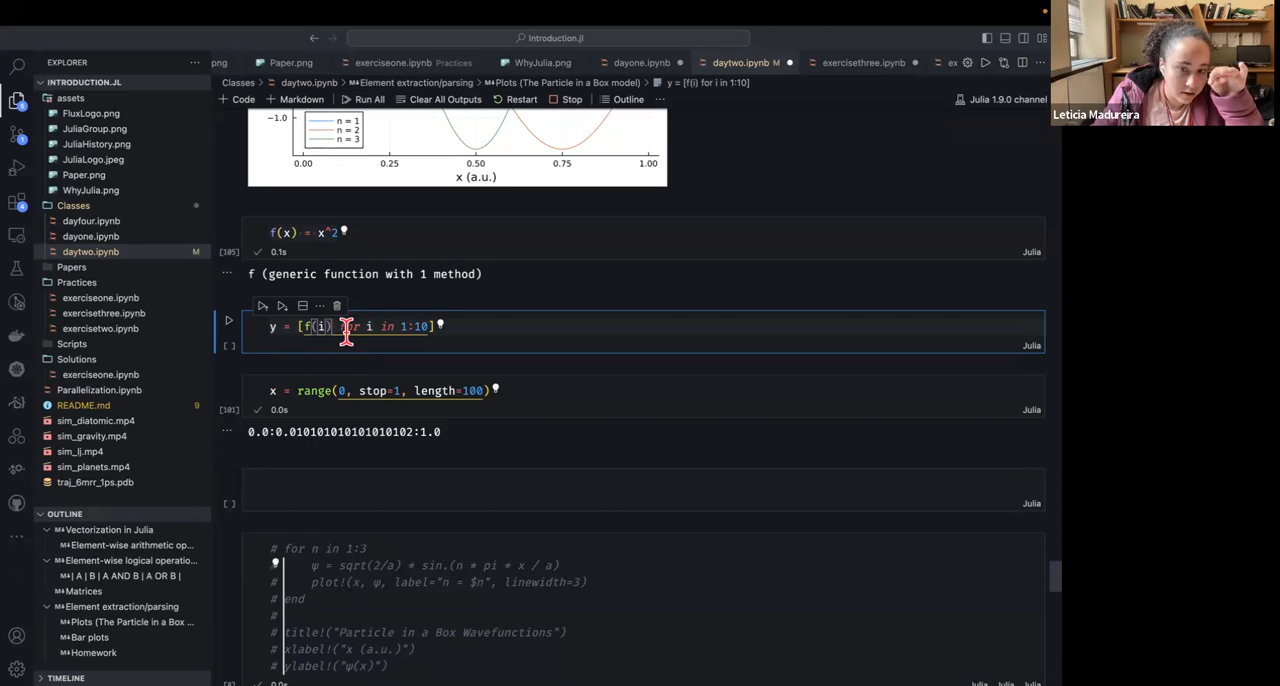 Introduction.jl
EXPLORER
png
Paper.png
exerciseone.ipynb Practices
WhyJulia.png
dayone.ipynb
daytwo.ipynb M
exercisethree.ipynb
ex
INTRODUCTION.JL
Classes > daytwo.ipynb > Element extraction/parsing > Plots (The Particle in a Box model) > y = [f(i) for i in 1:10]
+ Code + Markdown Run All Clear All Outputs Restart Stop Outline ...
Julia 1.9.0 channel
assets
FluxLogo.png
JuliaGroup.png
JuliaHistory.png
JuliaLogo.jpeg
Paper.png
WhyJulia.png
Classes
dayfour.ipynb
dayone.ipynb
daytwo.ipynb M
Papers
Practices
exerciseone.ipynb
exercisethree.ipynb
exercisetwo.ipynb
Scripts
Solutions
exerciseone.ipynb
Parallelization.ipynb
README.md 9
sim_diatomic.mp4
sim_gravity.mp4
sim_lj.mp4
sim_planets.mp4
traj_6mrr_1ps.pdb
OUTLINE
Vectorization in Julia
Element-wise arithmetic op...
Element-wise logical operatio...
| A | B | A AND B | A OR B |
Matrices
Element extraction/parsing
Plots (The Particle in a Box ...
Bar plots
Homework
TIMELINE
−1.0
n = 1
n = 2
n = 3
0.00 0.25 0.50 0.75 1.00
x (a.u.)
f(x) = x^2
[105] 0.1s Julia
f (generic function with 1 method)
y = [f(i) for i in 1:10]
[ ] Julia
x = range(0, stop=1, length=100)
[101] 0.0s Julia
0.0:0.010101010101010102:1.0
[ ] Julia
# for n in 1:3
# ψ = sqrt(2/a) * sin.(n * pi * x / a)
# plot!(x, ψ, label="n = $n", linewidth=3)
# end
#
# title!("Particle in a Box Wavefunctions")
# xlabel!("x (a.u.)")
# ylabel!("ψ(x)")
0.0s
Leticia Madureira